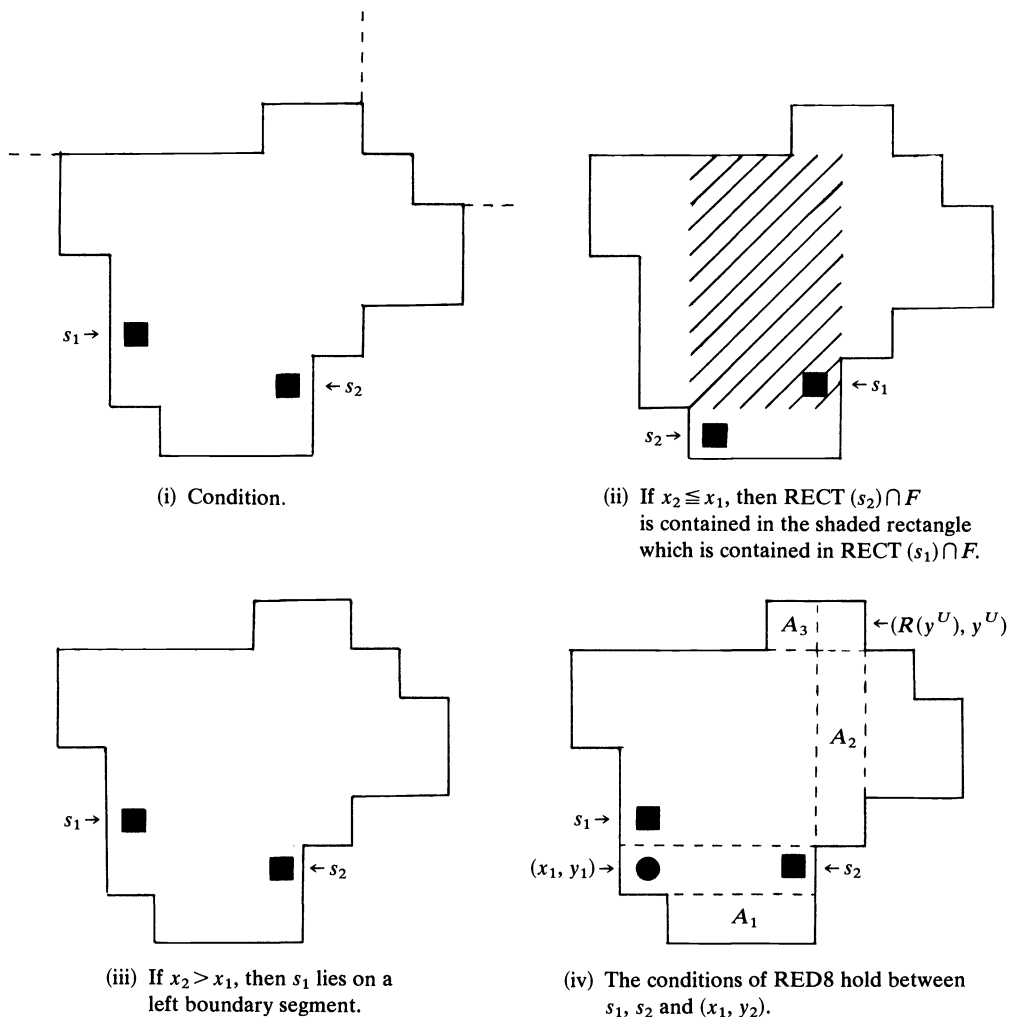 s₁→
←s₂
(i) Condition.
←s₁
s₂→
(ii) If x₂ ≦ x₁, then RECT (s₂)∩F
is contained in the shaded rectangle
which is contained in RECT (s₁)∩F.
s₁→
←s₂
(iii) If x₂ > x₁, then s₁ lies on a
left boundary segment.
A₃
←(R(y^U), y^U)
A₂
s₁→
(x₁, y₁)→
←s₂
A₁
(iv) The conditions of RED8 hold between
s₁, s₂ and (x₁, y₂).